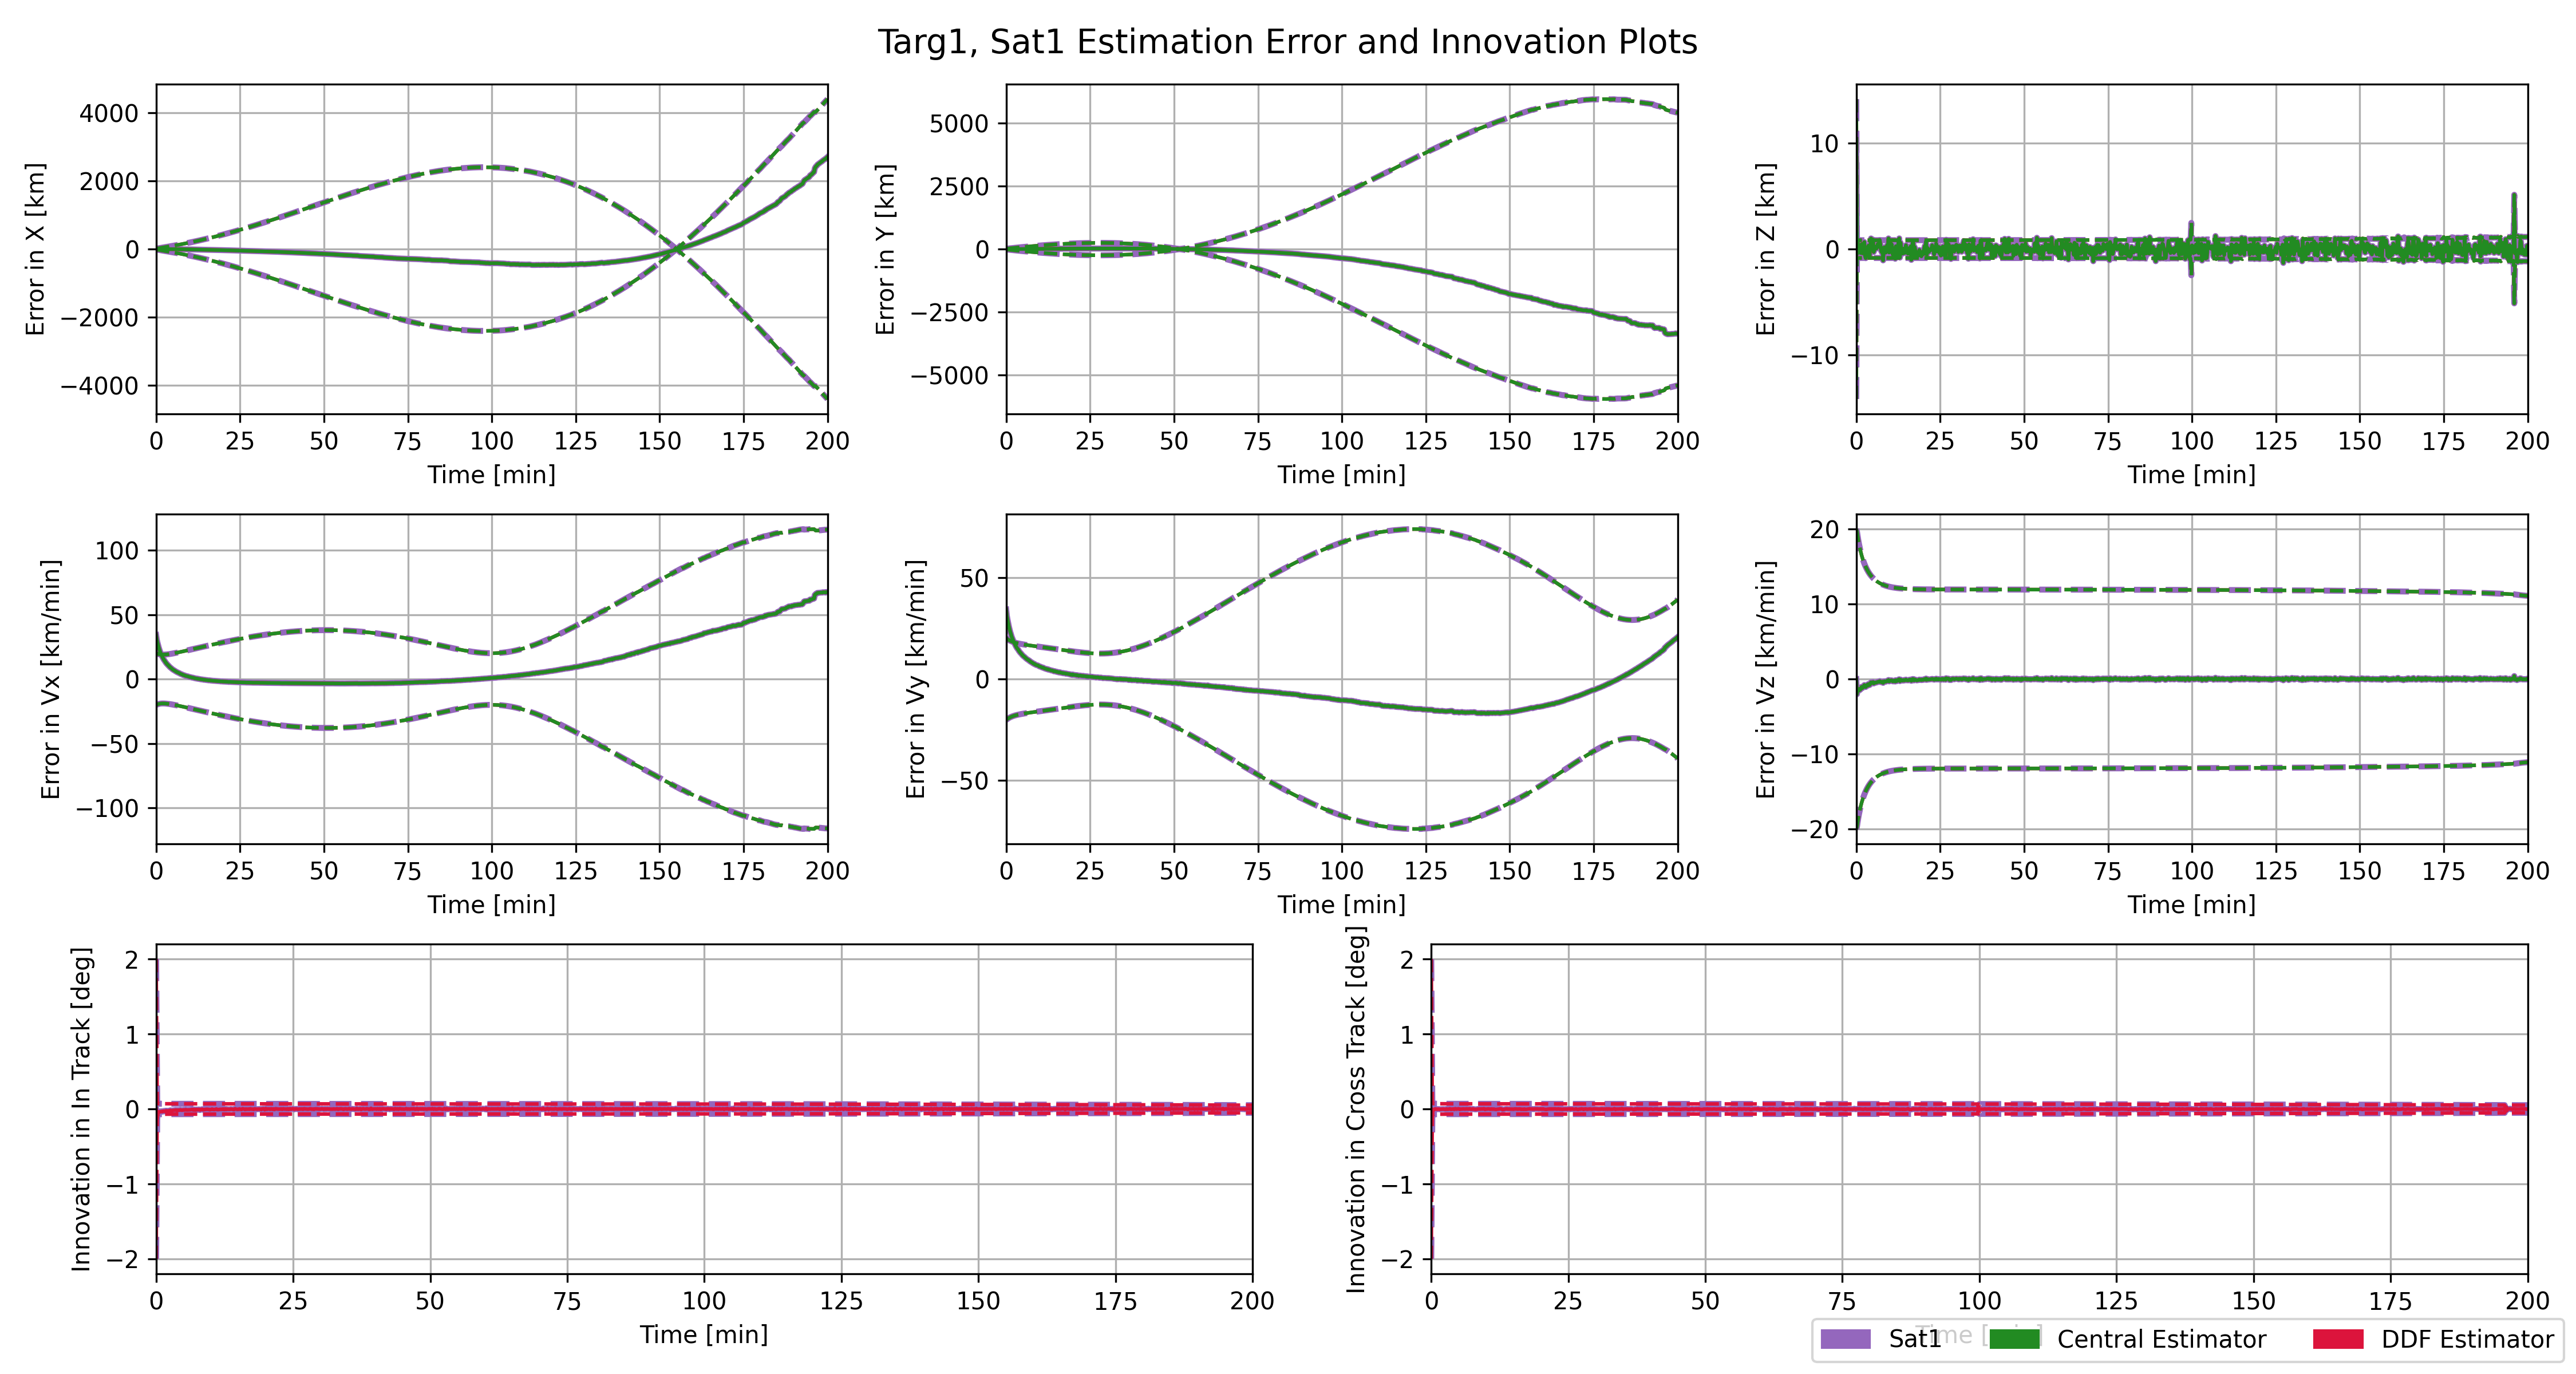 Targ1, Sat1 Estimation Error and Innovation Plots
Error in X [km]
4000
2000
0
−2000
−4000
0 25 50 75 100 125 150 175 200
Time [min]
Error in Y [km]
5000
2500
0
−2500
−5000
0 25 50 75 100 125 150 175 200
Time [min]
Error in Z [km]
10
0
−10
0 25 50 75 100 125 150 175 200
Time [min]
Error in Vx [km/min]
100
50
0
−50
−100
0 25 50 75 100 125 150 175 200
Time [min]
Error in Vy [km/min]
50
0
−50
0 25 50 75 100 125 150 175 200
Time [min]
Error in Vz [km/min]
20
10
0
−10
−20
0 25 50 75 100 125 150 175 200
Time [min]
Innovation in In Track [deg]
2
1
0
−1
−2
0 25 50 75 100 125 150 175 200
Time [min]
Innovation in Cross Track [deg]
2
1
0
−1
−2
0 25 50 75 100 125 150 175 200
Sat1 Central Estimator DDF Estimator